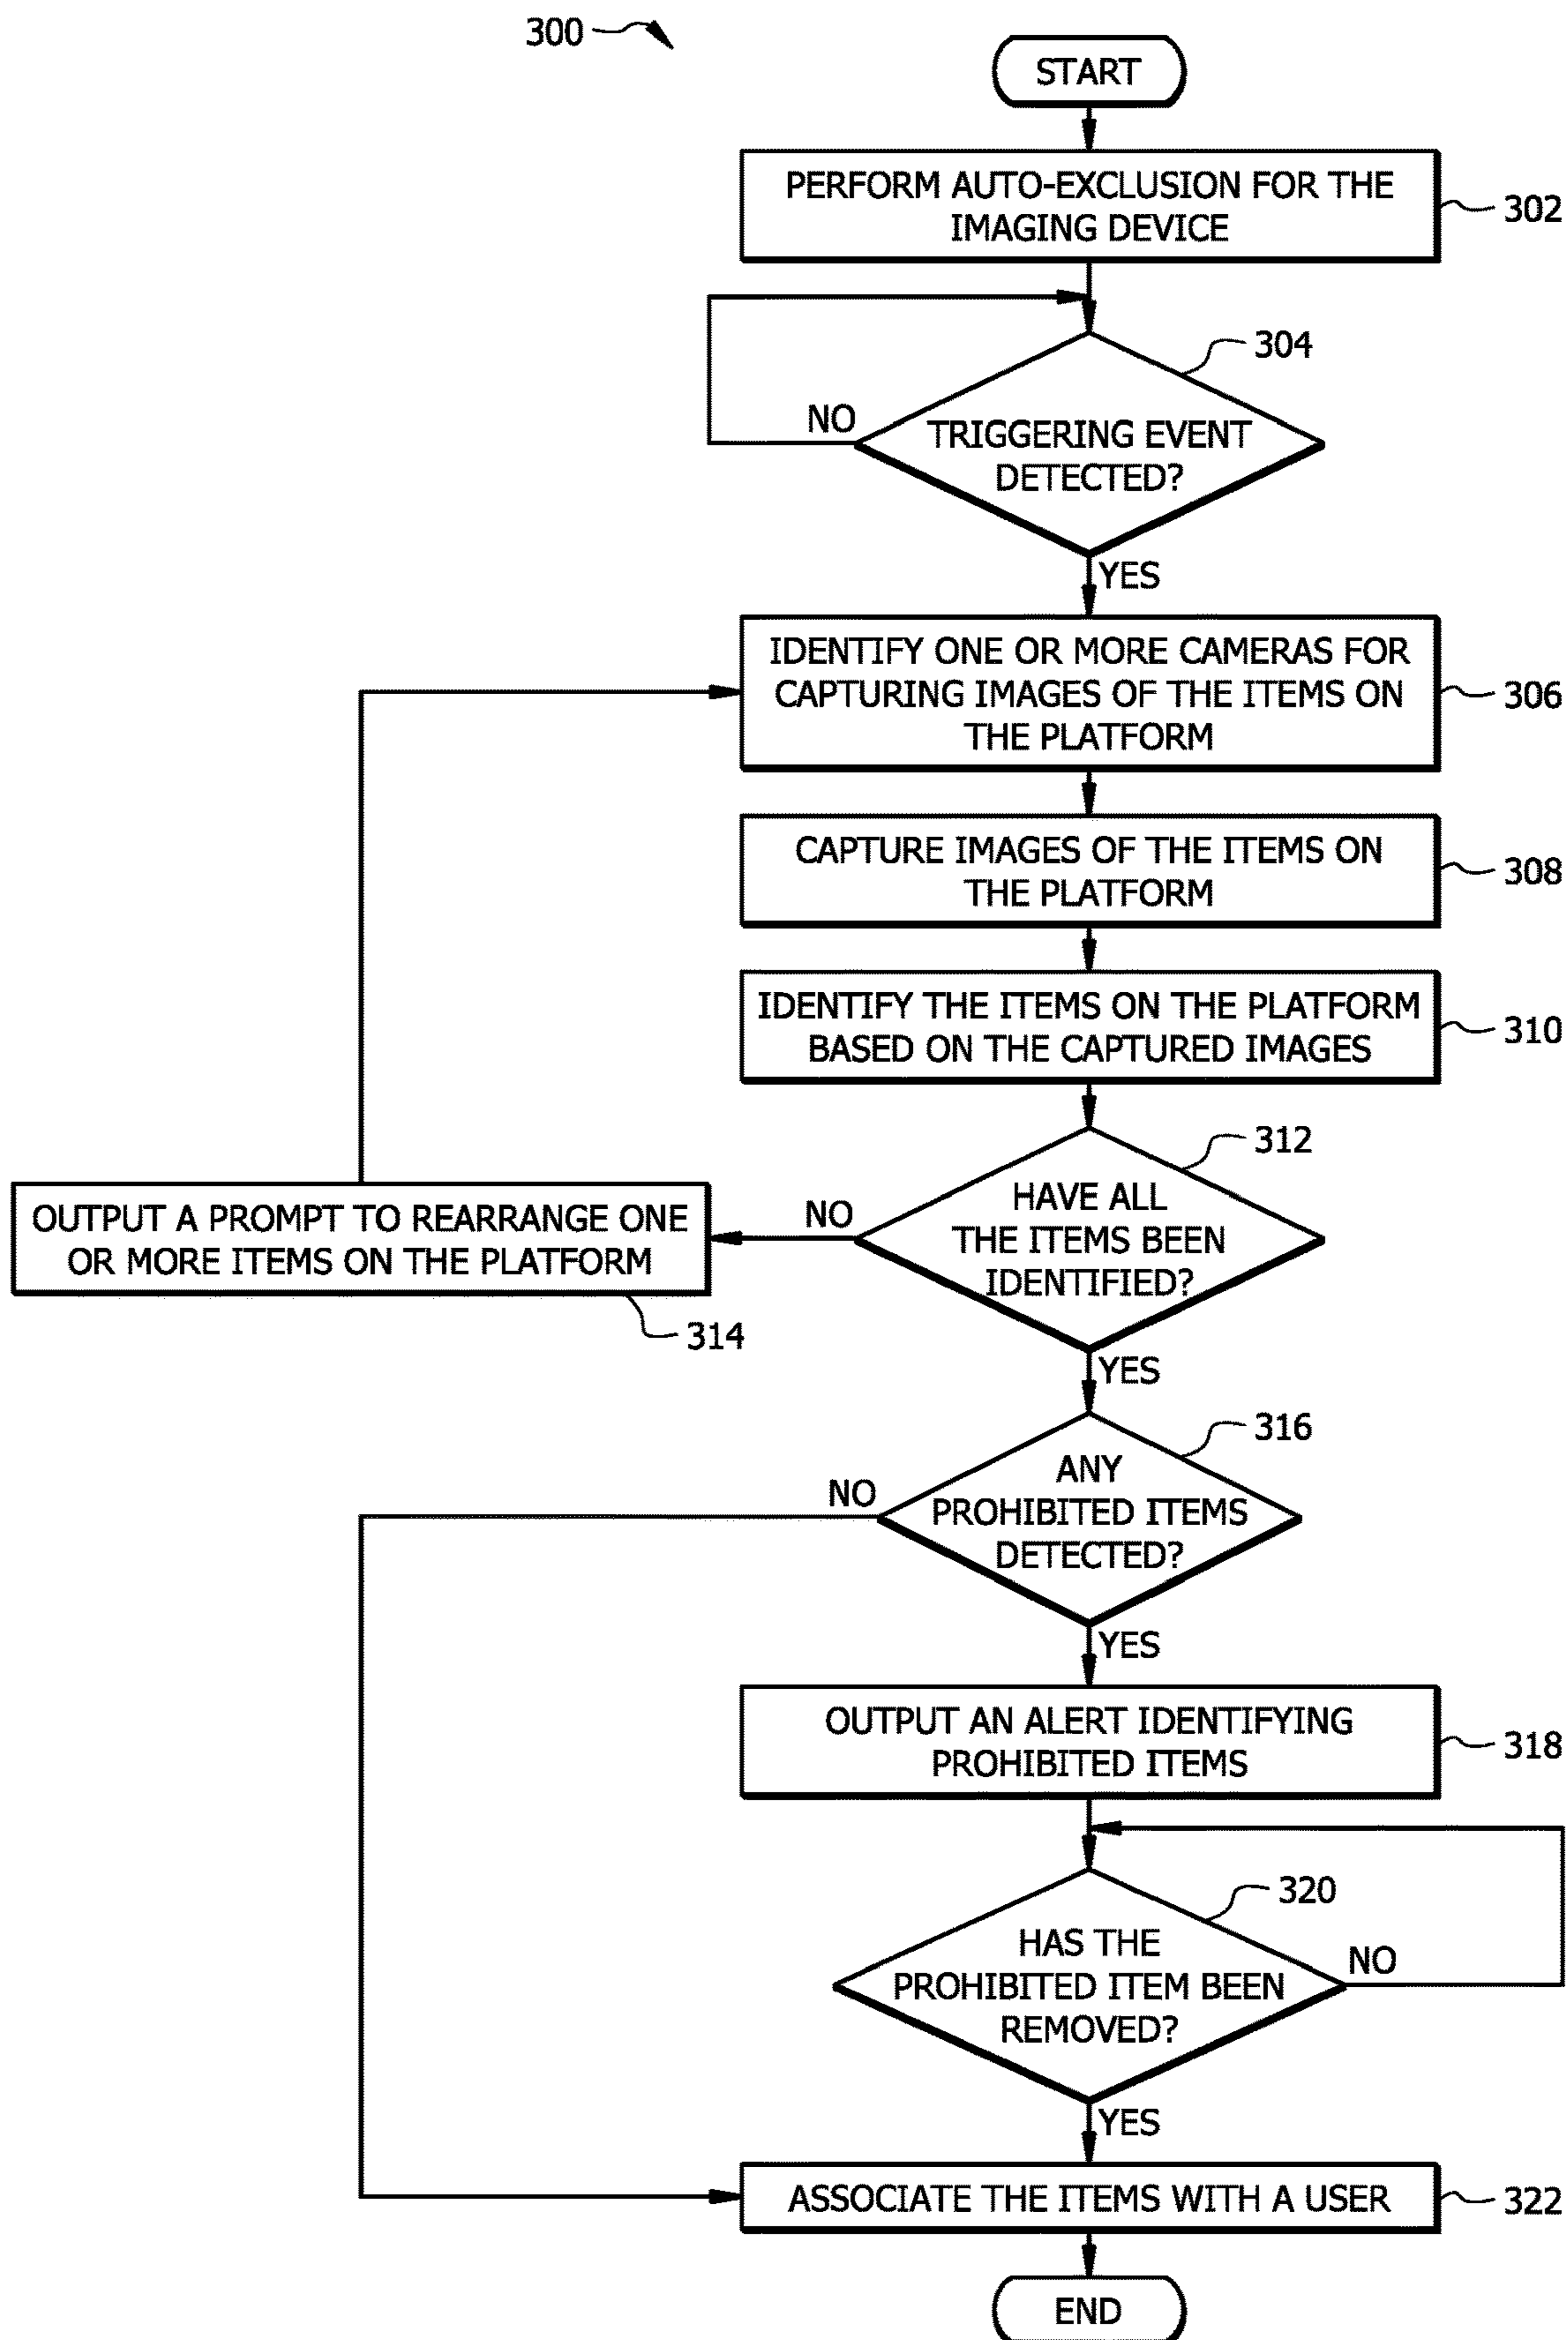 300
START
PERFORM AUTO-EXCLUSION FOR THE
IMAGING DEVICE
302
304
NO
TRIGGERING EVENT
DETECTED?
YES
IDENTIFY ONE OR MORE CAMERAS FOR
CAPTURING IMAGES OF THE ITEMS ON
THE PLATFORM
306
CAPTURE IMAGES OF THE ITEMS ON
THE PLATFORM
308
IDENTIFY THE ITEMS ON THE PLATFORM
BASED ON THE CAPTURED IMAGES
310
312
HAVE ALL
THE ITEMS BEEN
IDENTIFIED?
NO
OUTPUT A PROMPT TO REARRANGE ONE
OR MORE ITEMS ON THE PLATFORM
314
YES
316
ANY
PROHIBITED ITEMS
DETECTED?
NO
YES
OUTPUT AN ALERT IDENTIFYING
PROHIBITED ITEMS
318
320
HAS THE
PROHIBITED ITEM BEEN
REMOVED?
NO
YES
ASSOCIATE THE ITEMS WITH A USER
322
END